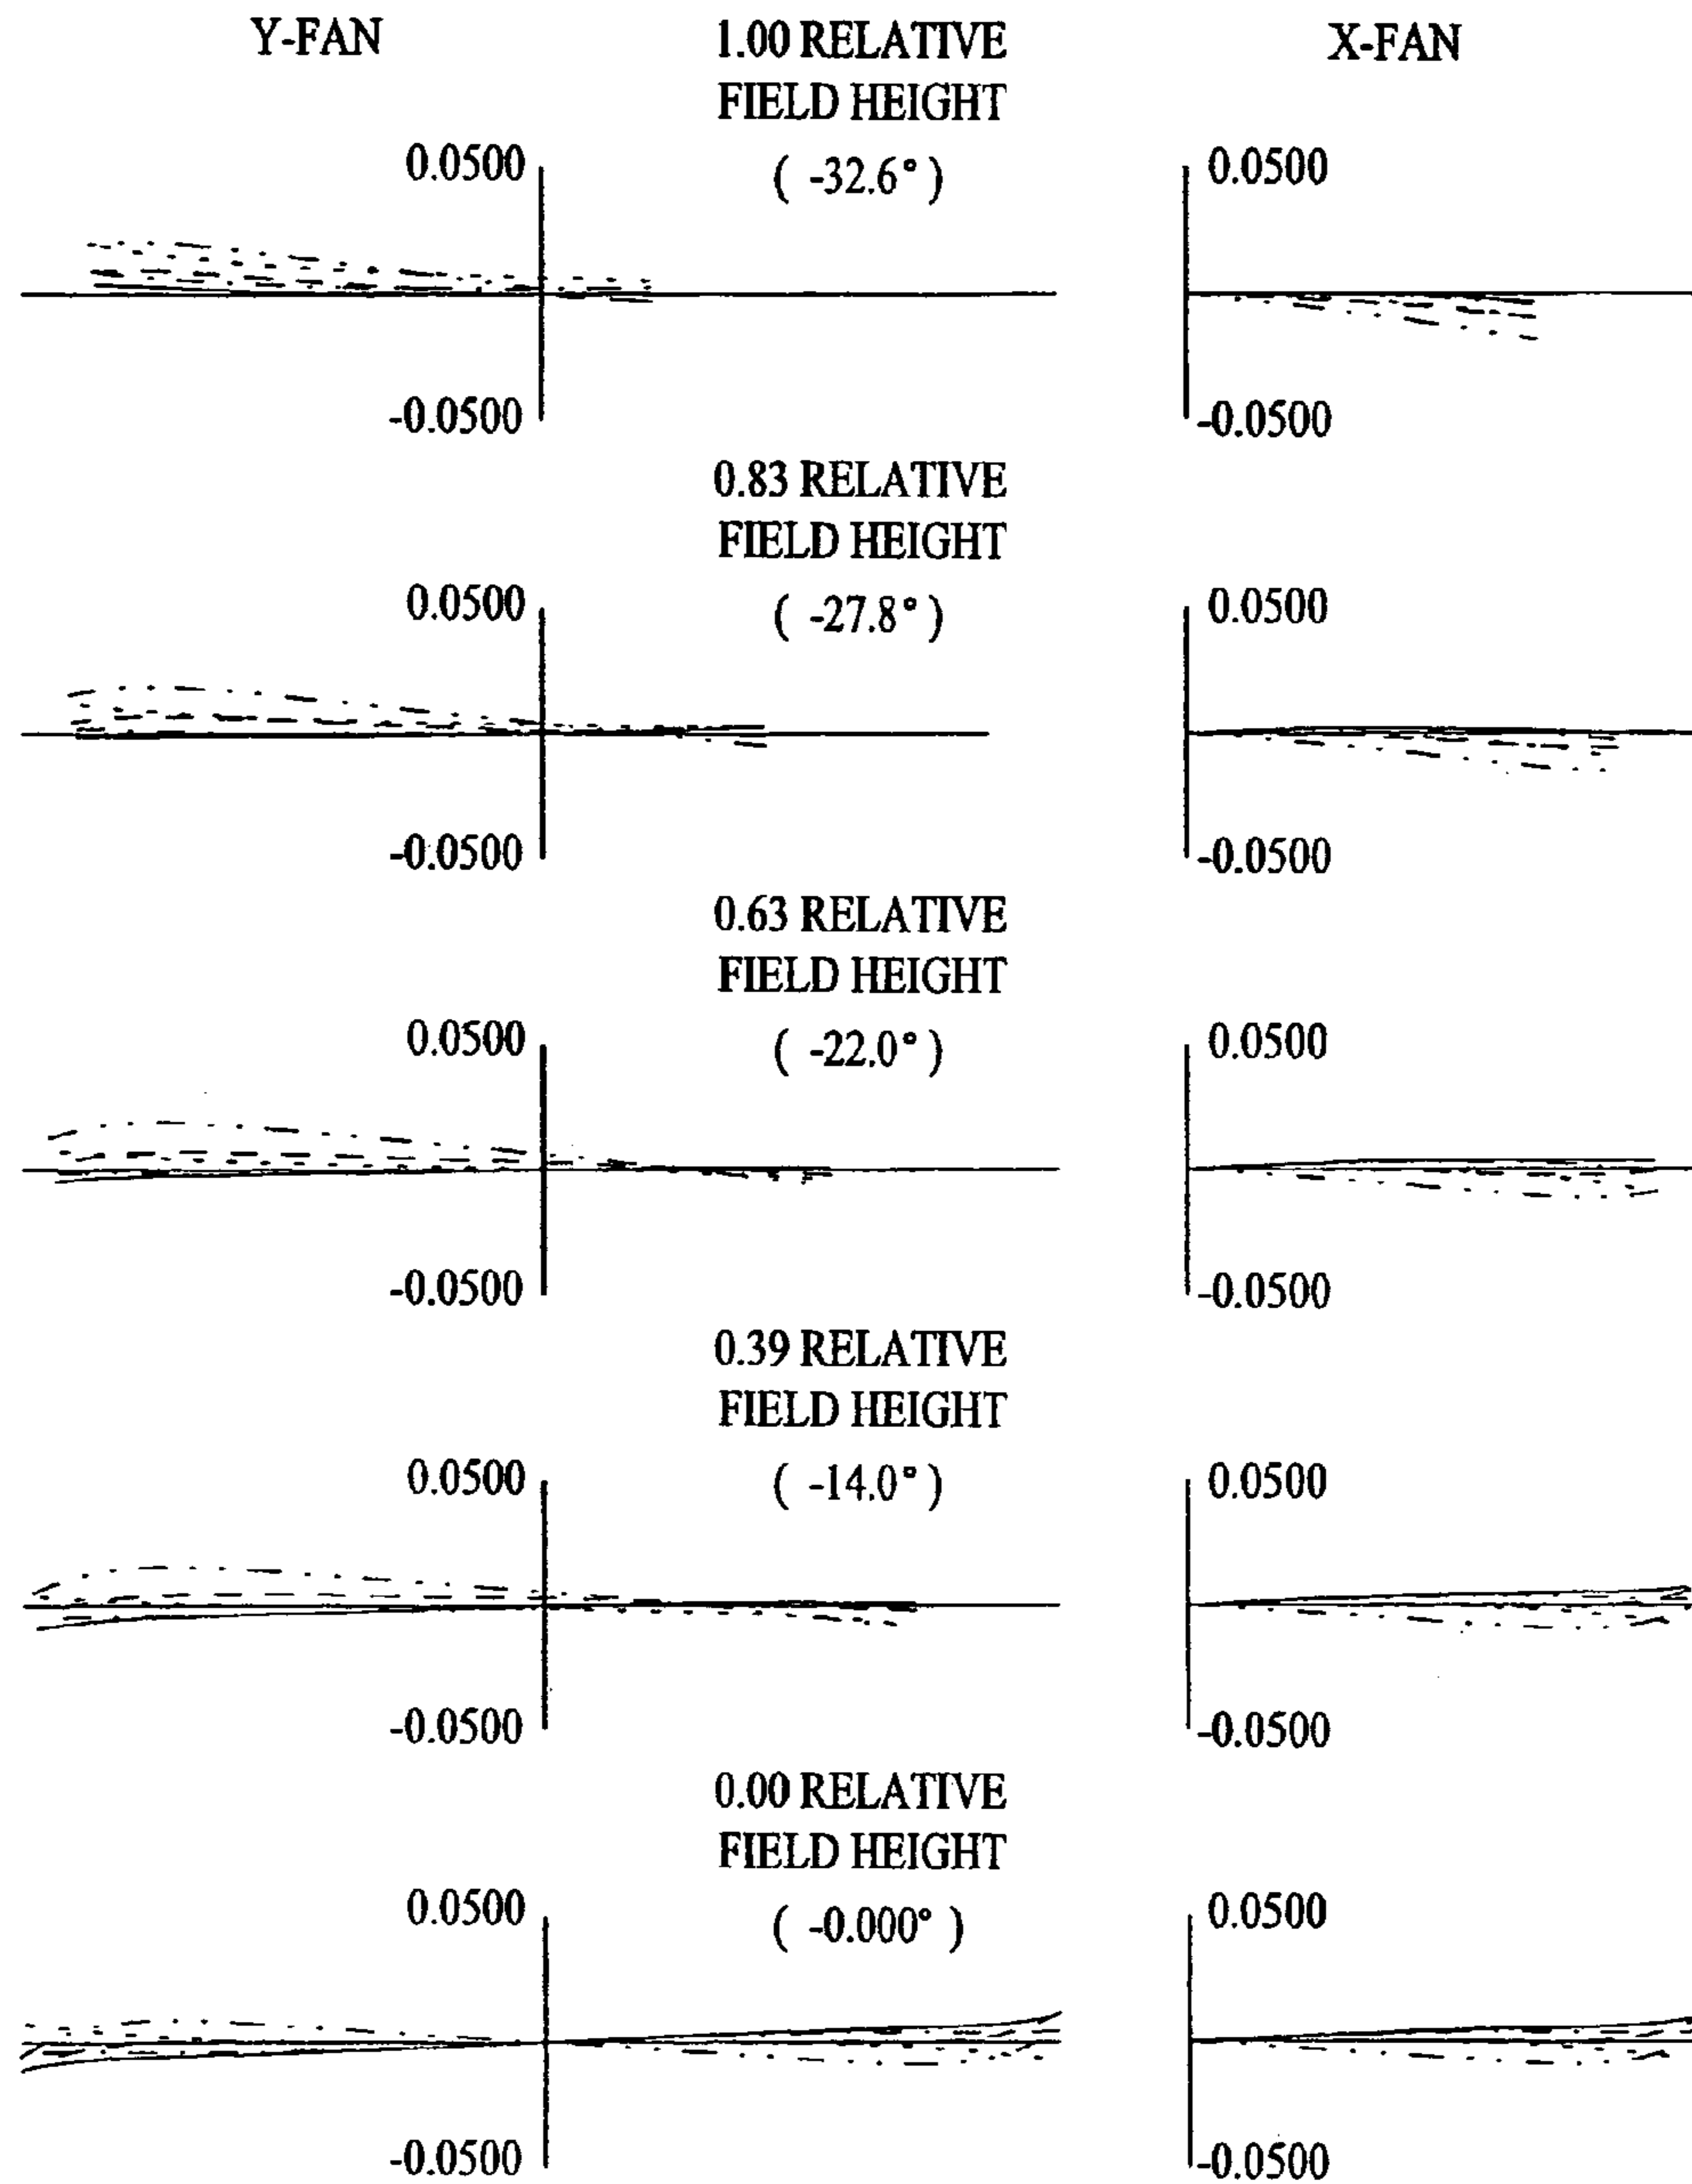 Y-FAN
1.00 RELATIVE
FIELD HEIGHT
( -32.6° )
X-FAN
0.0500
0.0500
-0.0500
-0.0500
0.83 RELATIVE
FIELD HEIGHT
( -27.8° )
0.0500
0.0500
-0.0500
-0.0500
0.63 RELATIVE
FIELD HEIGHT
( -22.0° )
0.0500
0.0500
-0.0500
-0.0500
0.39 RELATIVE
FIELD HEIGHT
( -14.0° )
0.0500
0.0500
-0.0500
-0.0500
0.00 RELATIVE
FIELD HEIGHT
( -0.000° )
0.0500
0.0500
-0.0500
-0.0500